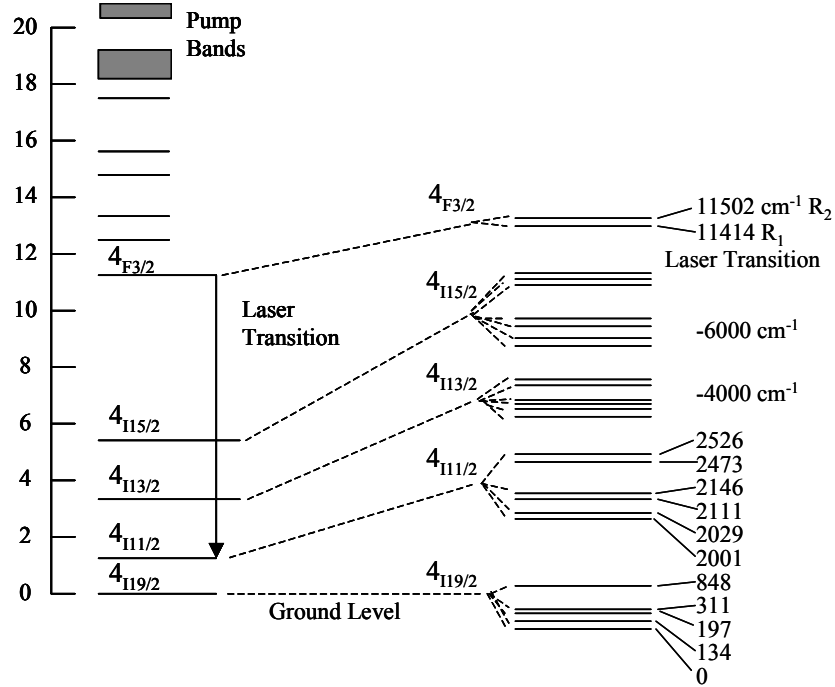 20
18
16
14
12
10
8
6
4
2
0
Pump
Bands
4F3/2
Laser
Transition
4I15/2
4I13/2
4I11/2
4I19/2
Ground Level
4F3/2
4I15/2
4I13/2
4I11/2
4I19/2
11502 cm-1 R2
11414 R1
Laser Transition
-6000 cm-1
-4000 cm-1
2526
2473
2146
2111
2029
2001
848
311
197
134
0